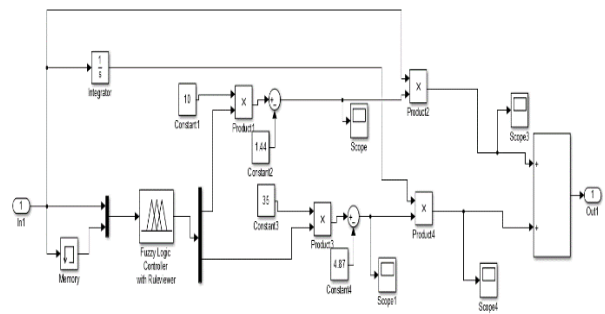 1
s
Integrator
10
Constant1
×
Product1
+
-
1.44
Constant2
Scope
×
Product2
Scope3
1
In1
Memory
Fuzzy Logic
Controller
with Ruleviewer
35
Constant3
×
Product3
+
-
4.87
Constant4
Scope1
×
Product4
Scope4
+
+
1
Out1